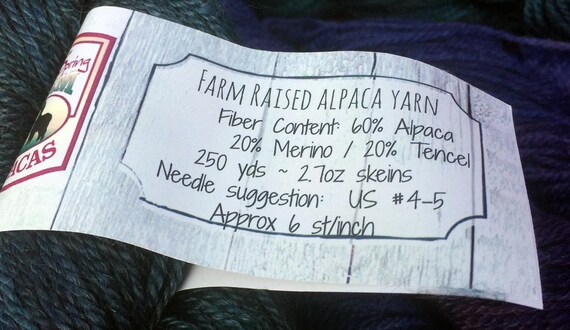 FARM RAISED ALPACA YARN
Fiber Content: 60% Alpaca
20% Merino / 20% Tencel
250 yds ~ 2.7oz skeins
Needle suggestion: US #4-5
Approx 6 st/inch